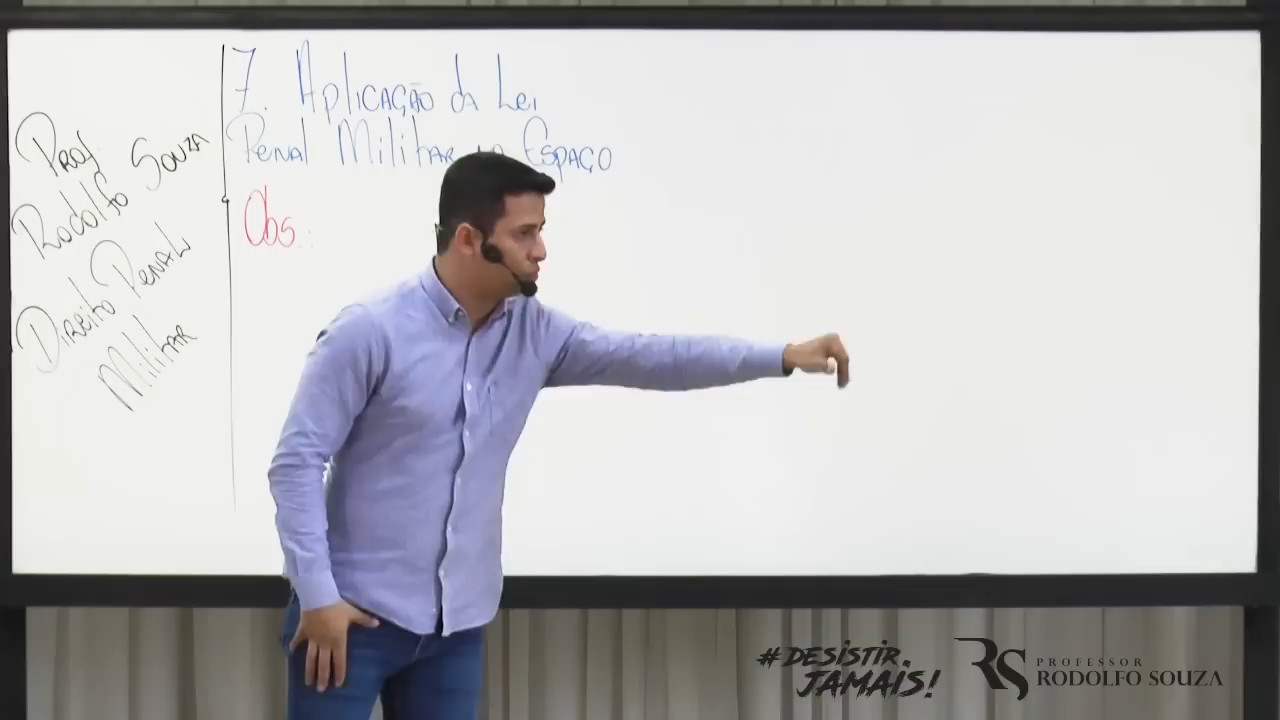 Prof.
Rodolfo Souza
Direito Penal
Militar
7. Aplicação da Lei
Penal Militar no Espaço
Obs.:
#DESISTIR
JAMAIS!
RS
PROFESSOR
RODOLFO SOUZA